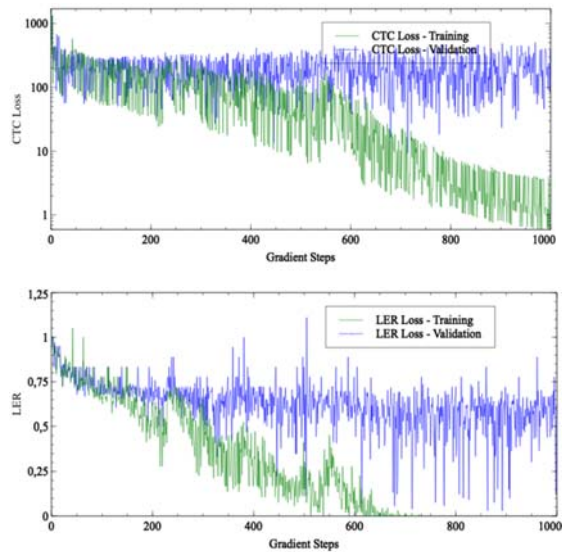 CTC Loss - Training
CTC Loss - Validation
1000
100
10
1
CTC Loss
0 200 400 600 800 1000
Gradient Steps
LER Loss - Training
LER Loss - Validation
1,25
1
0,75
0,5
0,25
0
LER
0 200 400 600 800 1000
Gradient Steps